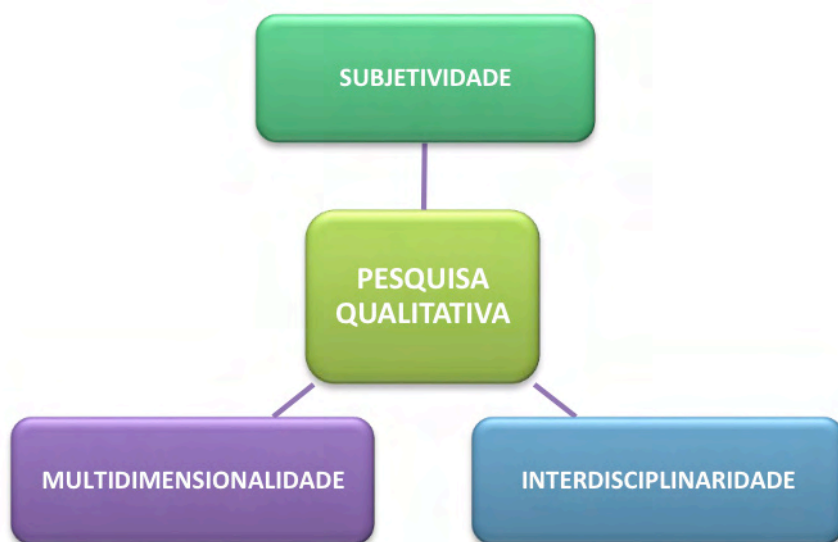 SUBJETIVIDADE
PESQUISA
QUALITATIVA
MULTIDIMENSIONALIDADE
INTERDISCIPLINARIDADE